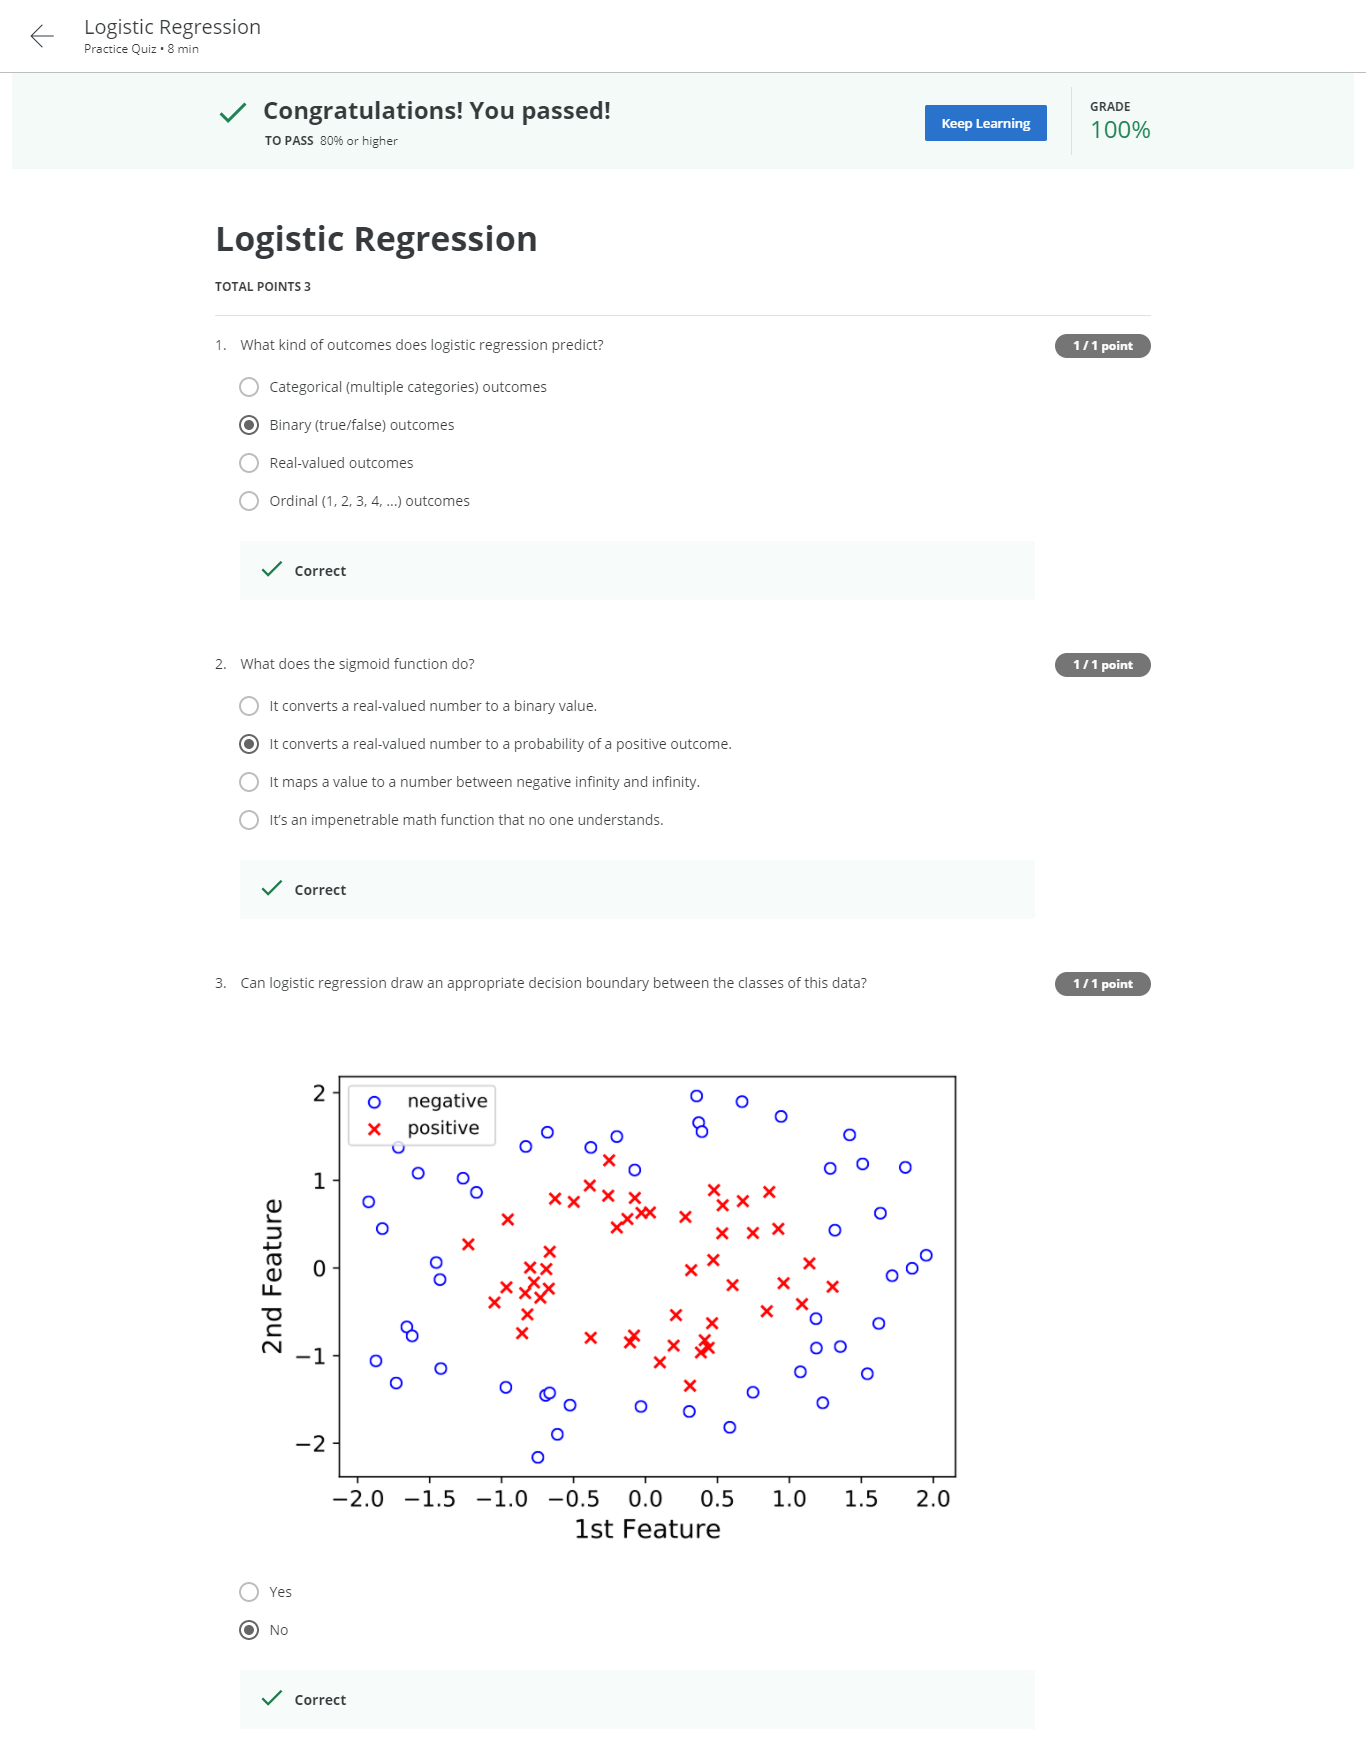 Logistic Regression
Practice Quiz • 8 min
Congratulations! You passed!
TO PASS 80% or higher
Keep Learning
GRADE
100%
Logistic Regression
TOTAL POINTS 3
1. What kind of outcomes does logistic regression predict?
1 / 1 point
Categorical (multiple categories) outcomes
Binary (true/false) outcomes
Real-valued outcomes
Ordinal (1, 2, 3, 4, ...) outcomes
Correct
2. What does the sigmoid function do?
1 / 1 point
It converts a real-valued number to a binary value.
It converts a real-valued number to a probability of a positive outcome.
It maps a value to a number between negative infinity and infinity.
It's an impenetrable math function that no one understands.
Correct
3. Can logistic regression draw an appropriate decision boundary between the classes of this data?
1 / 1 point
negative
positive
2
1
0
−1
−2
2nd Feature
−2.0 −1.5 −1.0 −0.5 0.0 0.5 1.0 1.5 2.0
1st Feature
Yes
No
Correct